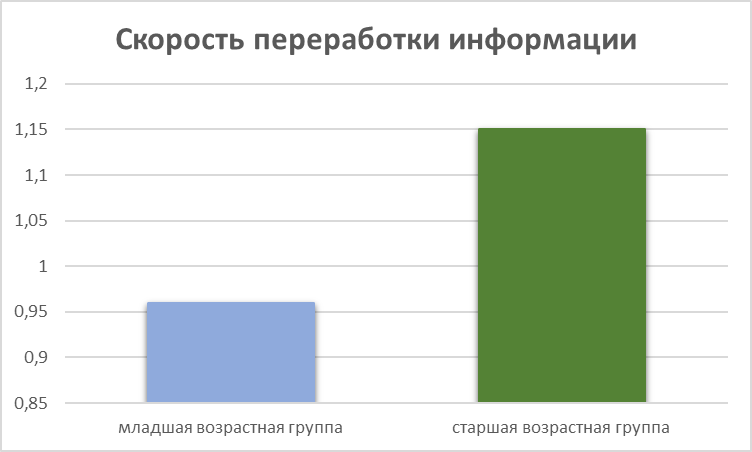 Скорость переработки информации
1,2
1,15
1,1
1,05
1
0,95
0,9
0,85
младшая возрастная группа
старшая возрастная группа